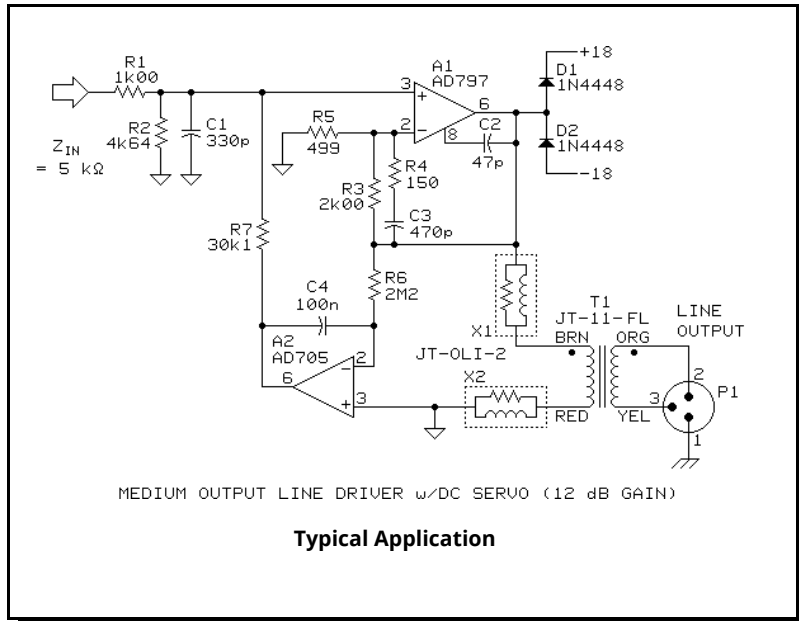 R1
1k00
R2
4k64
C1
330p
ZIN
= 5 kΩ
R5
499
A1
AD797
3
+
2
−
6
8
C2
47p
+18
D1
1N4448
D2
1N4448
−18
R3
2k00
R4
150
C3
470p
R7
30k1
R6
2M2
C4
100n
A2
AD705
6
2
−
3
+
X1
JT-OLI-2
X2
T1
JT-11-FL
BRN
ORG
RED
YEL
LINE
OUTPUT
2
3
1
P1
MEDIUM OUTPUT LINE DRIVER w/DC SERVO (12 dB GAIN)
Typical Application